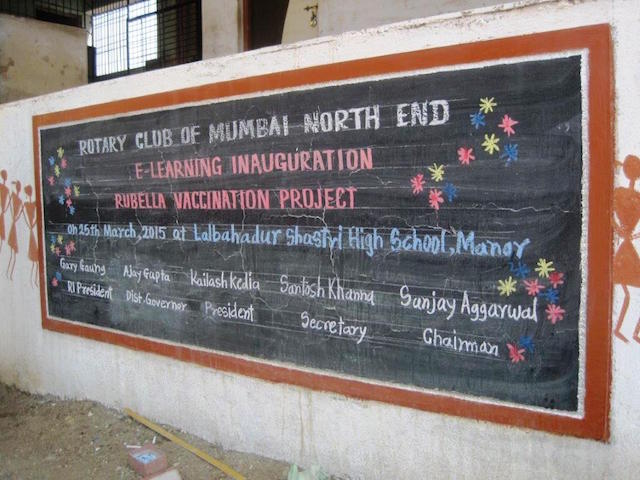 ROTARY CLUB OF MUMBAI NORTH END
E-LEARNING INAUGURATION
RUBELLA VACCINATION PROJECT
on 25th March, 2015 at Lalbahadur Shastri High School, Manor
Gary Gaung Ajay Gupta Kailash Kedia Santosh Khanna Sanjay Aggarwal
RI President Dist. Governor President Secretary Chairman